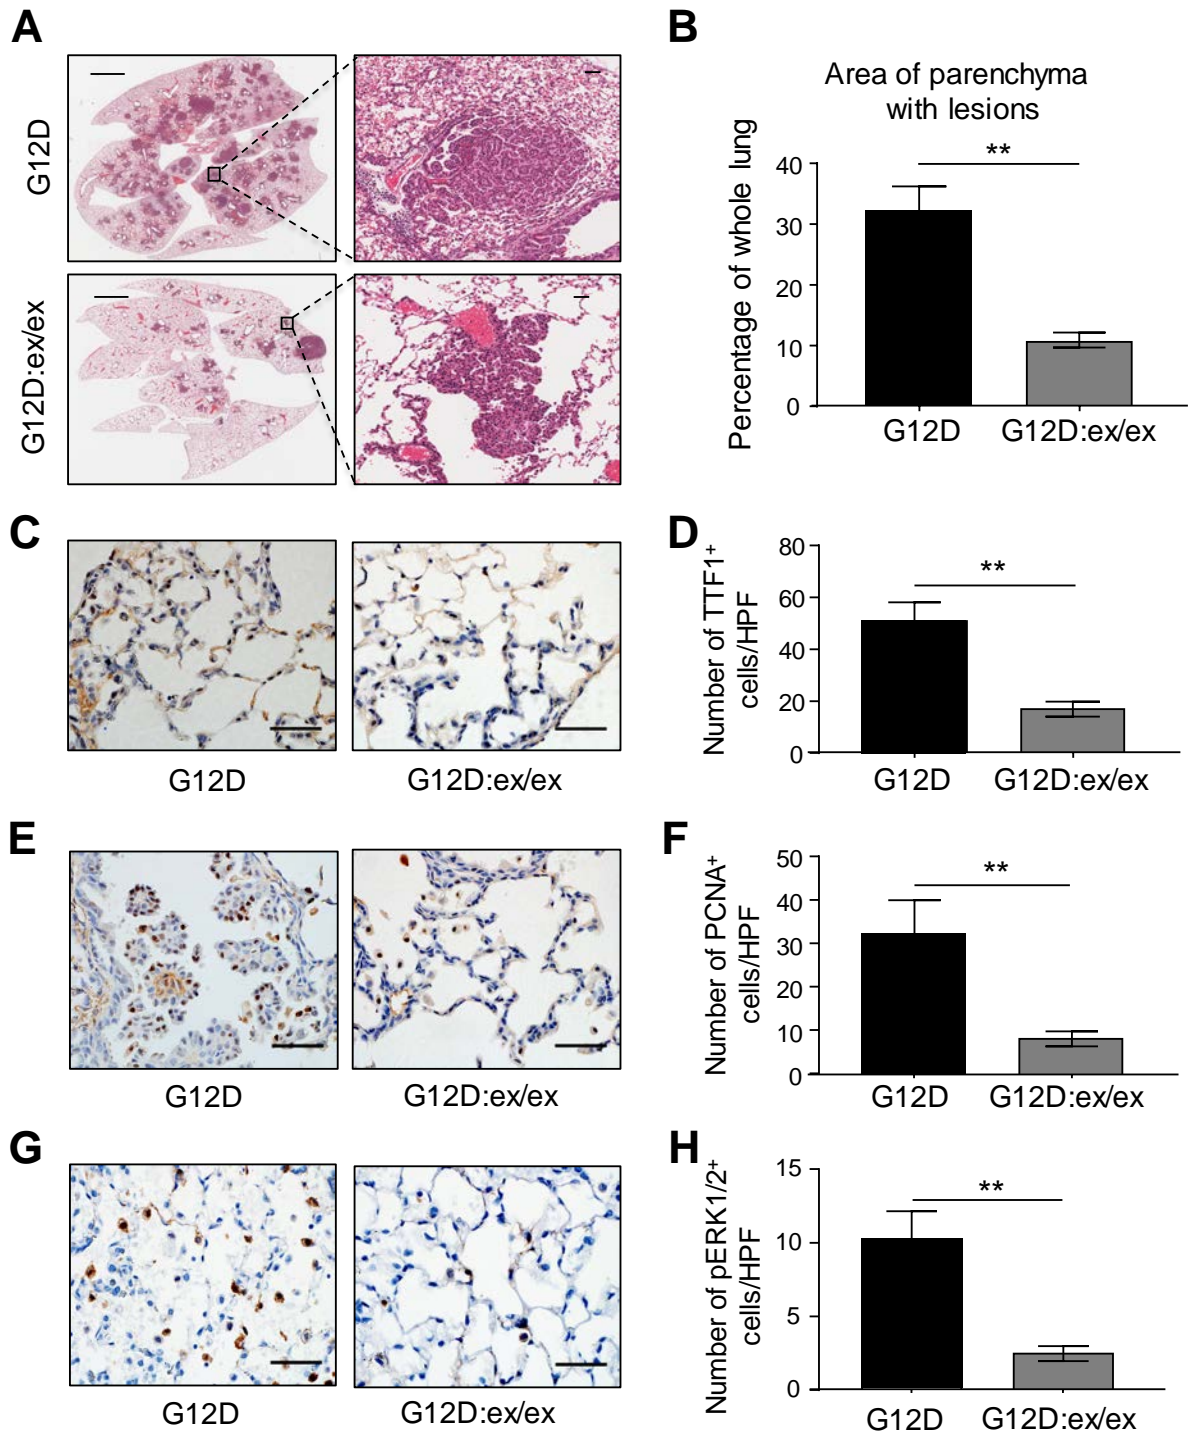 A
G12D
G12D:ex/ex
B
Area of parenchyma
with lesions
Percentage of whole lung
40
30
20
10
0
**
G12D
G12D:ex/ex
C
G12D
G12D:ex/ex
D
Number of TTF1⁺
cells/HPF
80
60
40
20
0
**
G12D
G12D:ex/ex
E
G12D
G12D:ex/ex
F
Number of PCNA⁺
cells/HPF
50
40
30
20
10
0
**
G12D
G12D:ex/ex
G
G12D
G12D:ex/ex
H
Number of pERK1/2⁺
cells/HPF
15
10
5
0
**
G12D
G12D:ex/ex